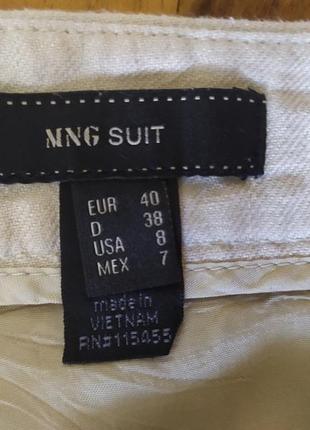 MNG SUIT
EUR 40
D 38
USA 8
MEX 7
made in
VIETNAM
RN#115455